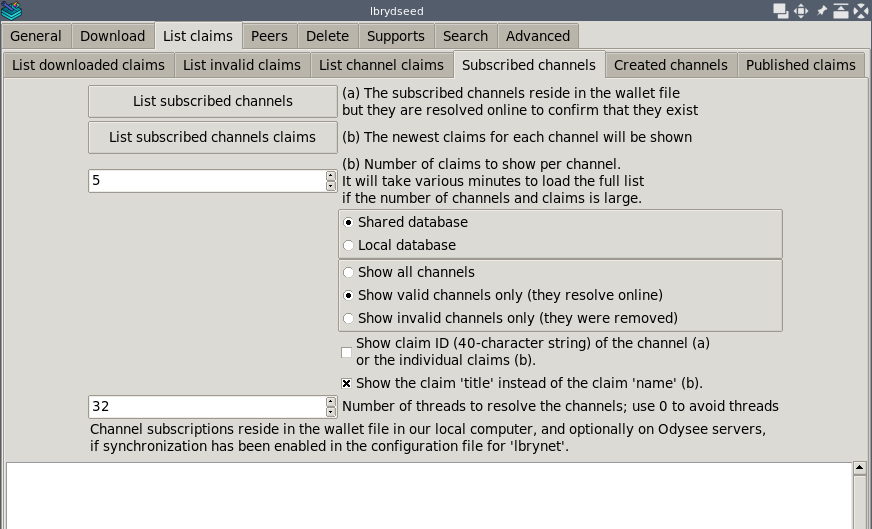 lbrydseed
General
Download
List claims
Peers
Delete
Supports
Search
Advanced
List downloaded claims
List invalid claims
List channel claims
Subscribed channels
Created channels
Published claims
List subscribed channels
(a) The subscribed channels reside in the wallet file
but they are resolved online to confirm that they exist
List subscribed channels claims
(b) The newest claims for each channel will be shown
5
(b) Number of claims to show per channel.
It will take various minutes to load the full list
if the number of channels and claims is large.
Shared database
Local database
Show all channels
Show valid channels only (they resolve online)
Show invalid channels only (they were removed)
Show claim ID (40-character string) of the channel (a)
or the individual claims (b).
Show the claim 'title' instead of the claim 'name' (b).
32
Number of threads to resolve the channels; use 0 to avoid threads
Channel subscriptions reside in the wallet file in our local computer, and optionally on Odysee servers,
if synchronization has been enabled in the configuration file for 'lbrynet'.